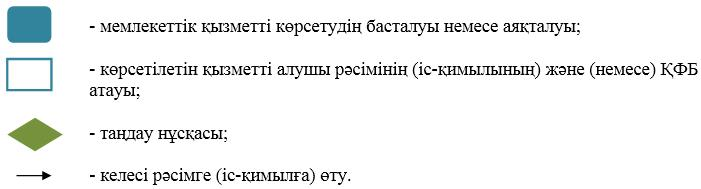 - мемлекеттік қызметті көрсетудің басталуы немесе аяқталуы;
- көрсетілетін қызметті алушы рәсімінің (іс-қимылының) және (немесе) ҚФБ
атауы;
- таңдау нұсқасы;
- келесі рәсімге (іс-қимылға) өту.